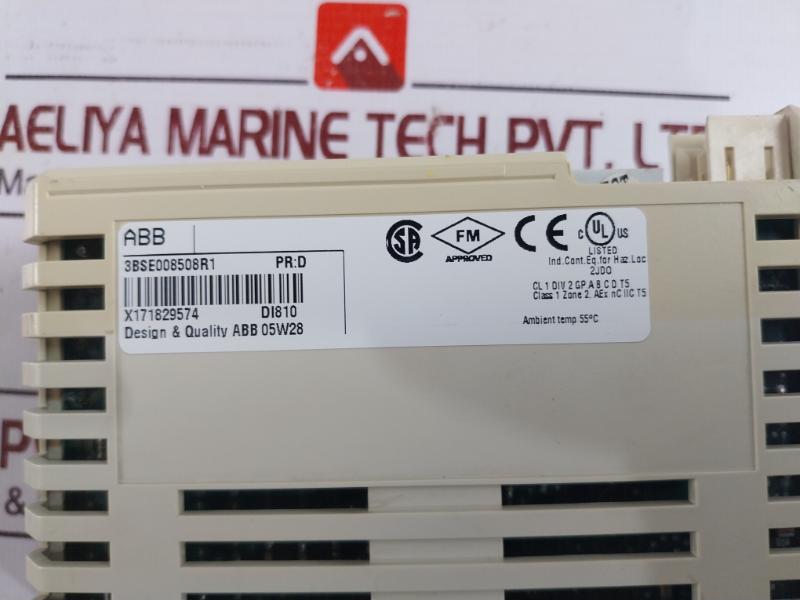 AELIYA MARINE TECH PVT. LT
ABB
3BSE008508R1 PR:D
X171829574 DI810
Design & Quality ABB 05W28
CSA
FM
APPROVED
CE
C UL US
LISTED
Ind.Cont.Eq.for Haz.Loc
2JD0
CL 1 DIV 2 GP A B C D T5
Class 1 Zone 2, AEx nC IIC T5
Ambient temp 55°C